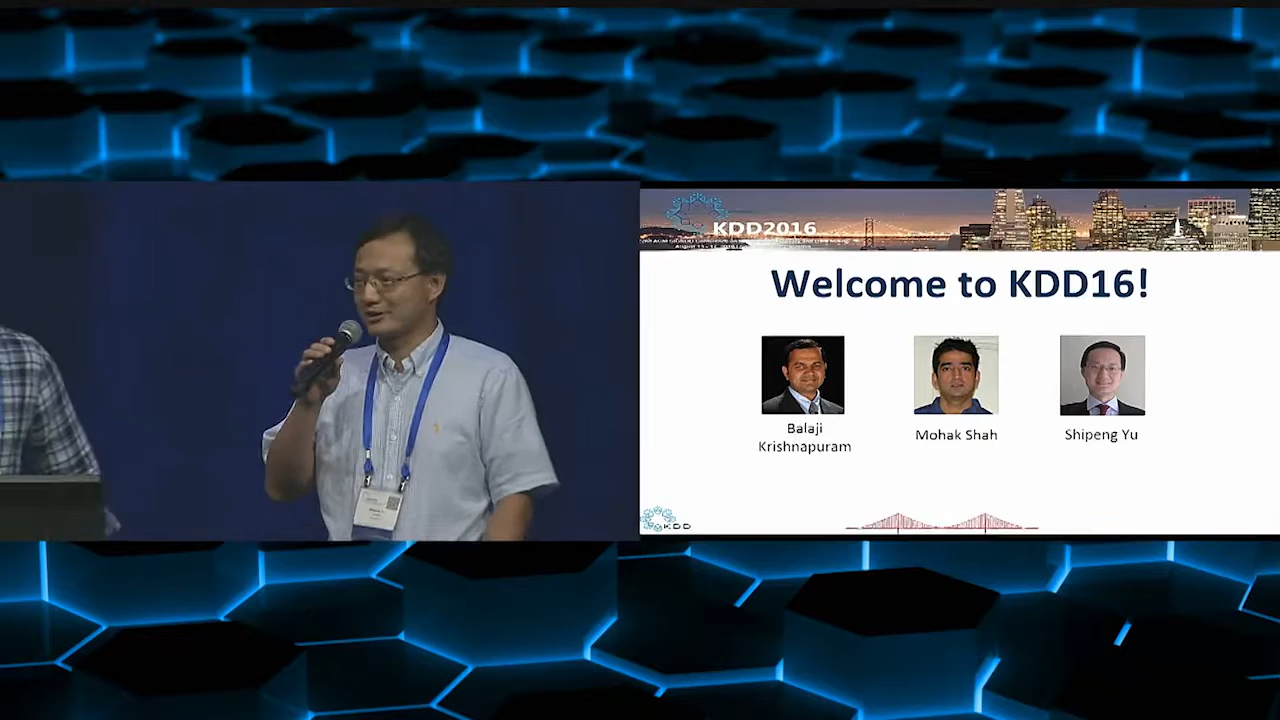 KDD2016
Welcome to KDD16!
Balaji
Krishnapuram
Mohak Shah
Shipeng Yu
KDD